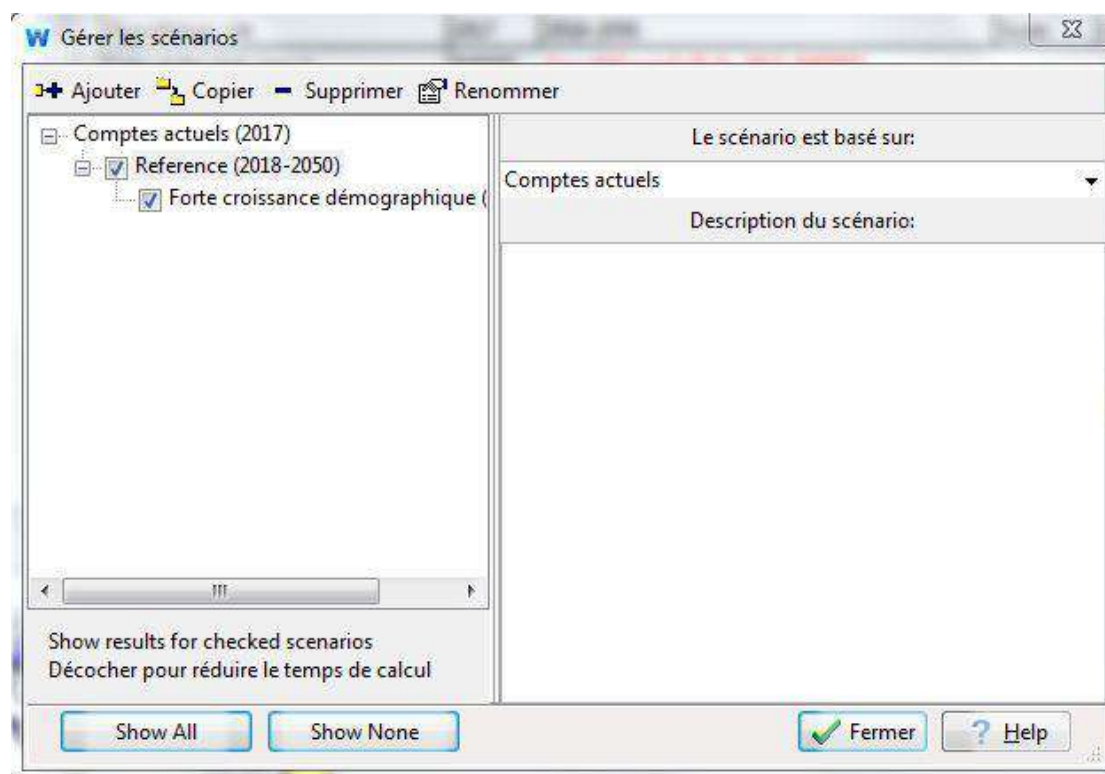 W Gérer les scénarios
Ajouter Copier Supprimer Renommer
Comptes actuels (2017)
Reference (2018-2050)
Forte croissance démographique (
Le scénario est basé sur:
Comptes actuels
Description du scénario:
Show results for checked scenarios
Décocher pour réduire le temps de calcul
Show All Show None Fermer ? Help